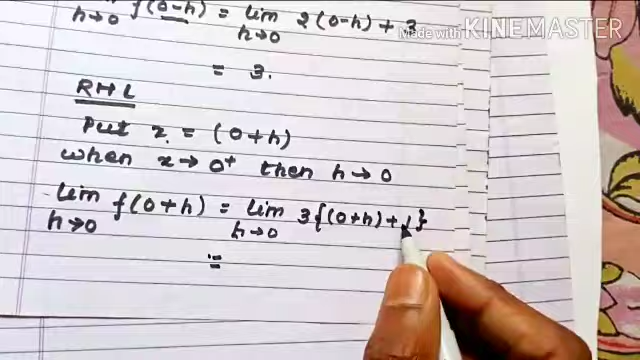 lim f(0-h) = lim 2(0-h) + 3
h→0 h→0
= 3.
RHL
Put x = (0+h)
when x→0⁺ then h→0
lim f(0+h) = lim 3{(0+h)+1}
h→0 h→0
=
Made with KINEMASTER